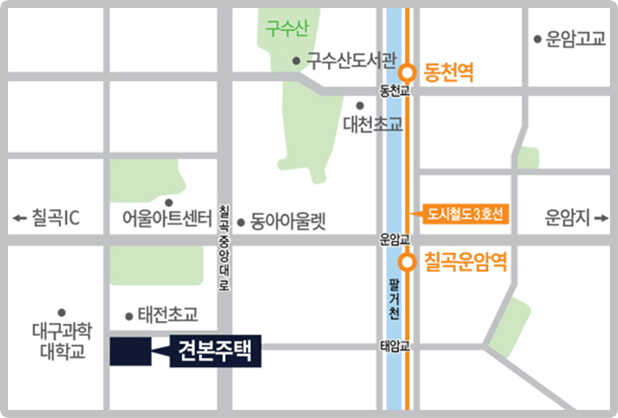 구수산
운암고교
구수산도서관
동천역
동천교
대천초교
← 칠곡IC
어울아트센터
칠곡중앙대로
동아아울렛
도시철도3호선
운암지 →
운암교
칠곡운암역
팔거천
대구과학
대학교
태전초교
견본주택
태암교